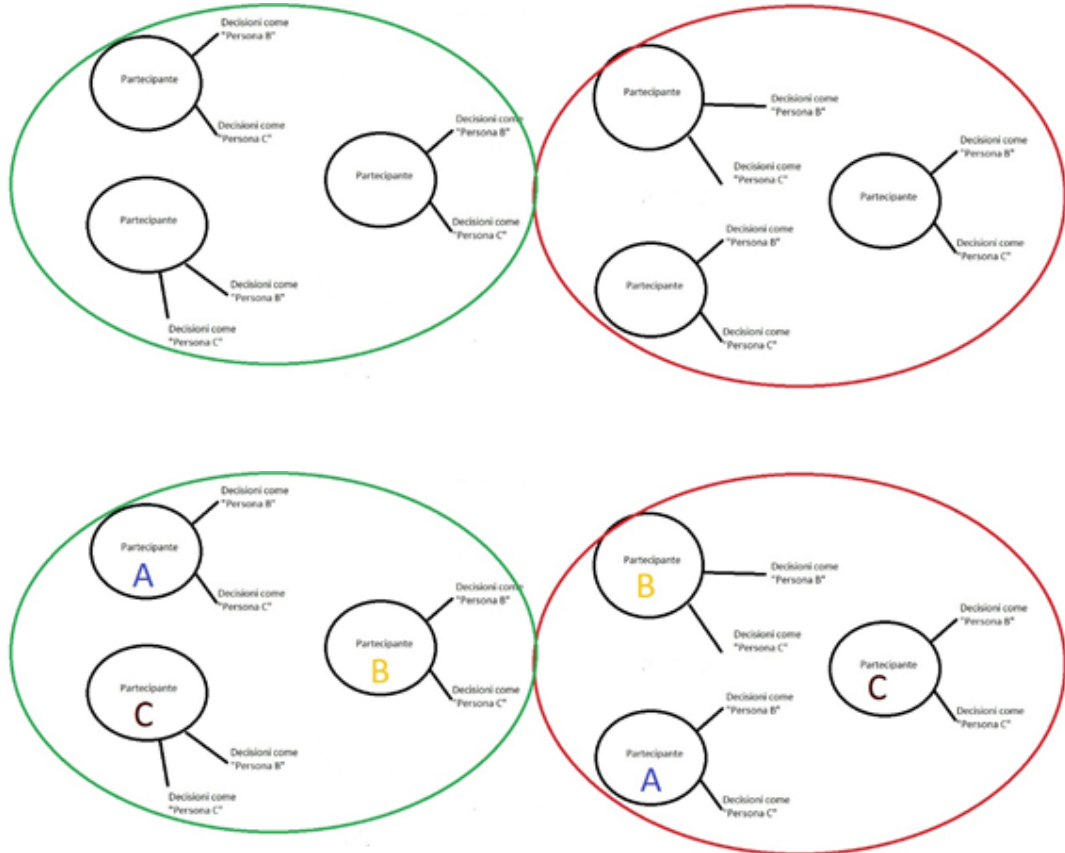 Decisioni come
"Persona B"
Partecipante
Decisioni come
"Persona C"
Decisioni come
"Persona B"
Partecipante
Decisioni come
"Persona C"
Partecipante
Decisioni come
"Persona B"
Decisioni come
"Persona C"
Partecipante
Decisioni come
"Persona B"
Decisioni come
"Persona C"
Decisioni come
"Persona B"
Partecipante
Decisioni come
"Persona C"
Decisioni come
"Persona B"
Partecipante
Decisioni come
"Persona C"
Decisioni come
"Persona B"
Partecipante
A
Decisioni come
"Persona C"
Decisioni come
"Persona B"
Partecipante
B
Decisioni come
"Persona C"
Partecipante
C
Decisioni come
"Persona B"
Decisioni come
"Persona C"
Partecipante
B
Decisioni come
"Persona B"
Decisioni come
"Persona C"
Decisioni come
"Persona B"
Partecipante
C
Decisioni come
"Persona C"
Decisioni come
"Persona B"
Partecipante
A
Decisioni come
"Persona C"